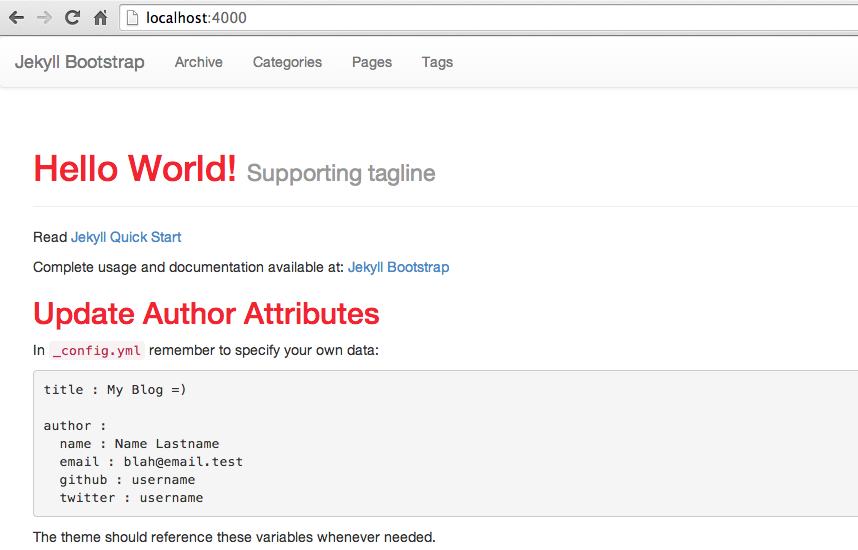 localhost:4000
Jekyll Bootstrap Archive Categories Pages Tags
Hello World! Supporting tagline
Read Jekyll Quick Start
Complete usage and documentation available at: Jekyll Bootstrap
Update Author Attributes
In _config.yml remember to specify your own data:
title : My Blog =)
author :
name : Name Lastname
email : blah@email.test
github : username
twitter : username
The theme should reference these variables whenever needed.